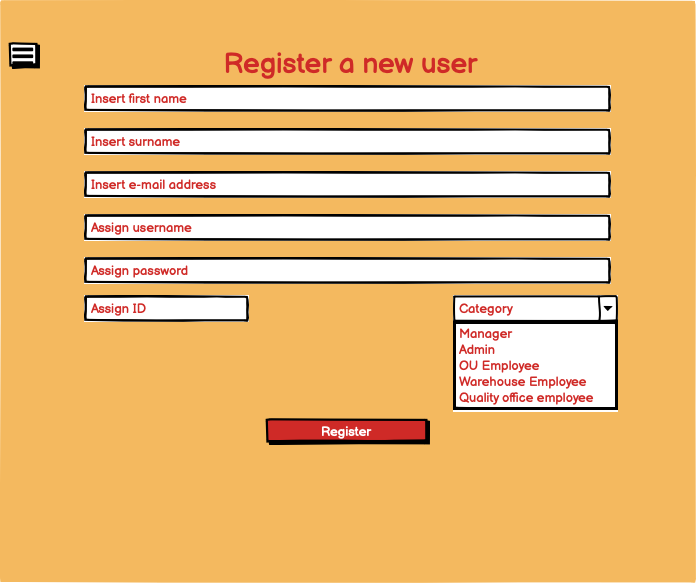 Register a new user
Insert first name
Insert surname
Insert e-mail address
Assign username
Assign password
Assign ID
Category
Manager
Admin
OU Employee
Warehouse Employee
Quality office employee
Register